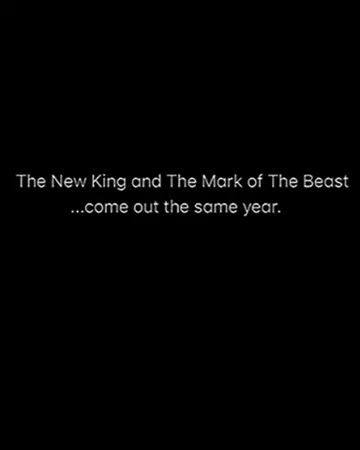 The New King and The Mark of The Beast
...come out the same year.